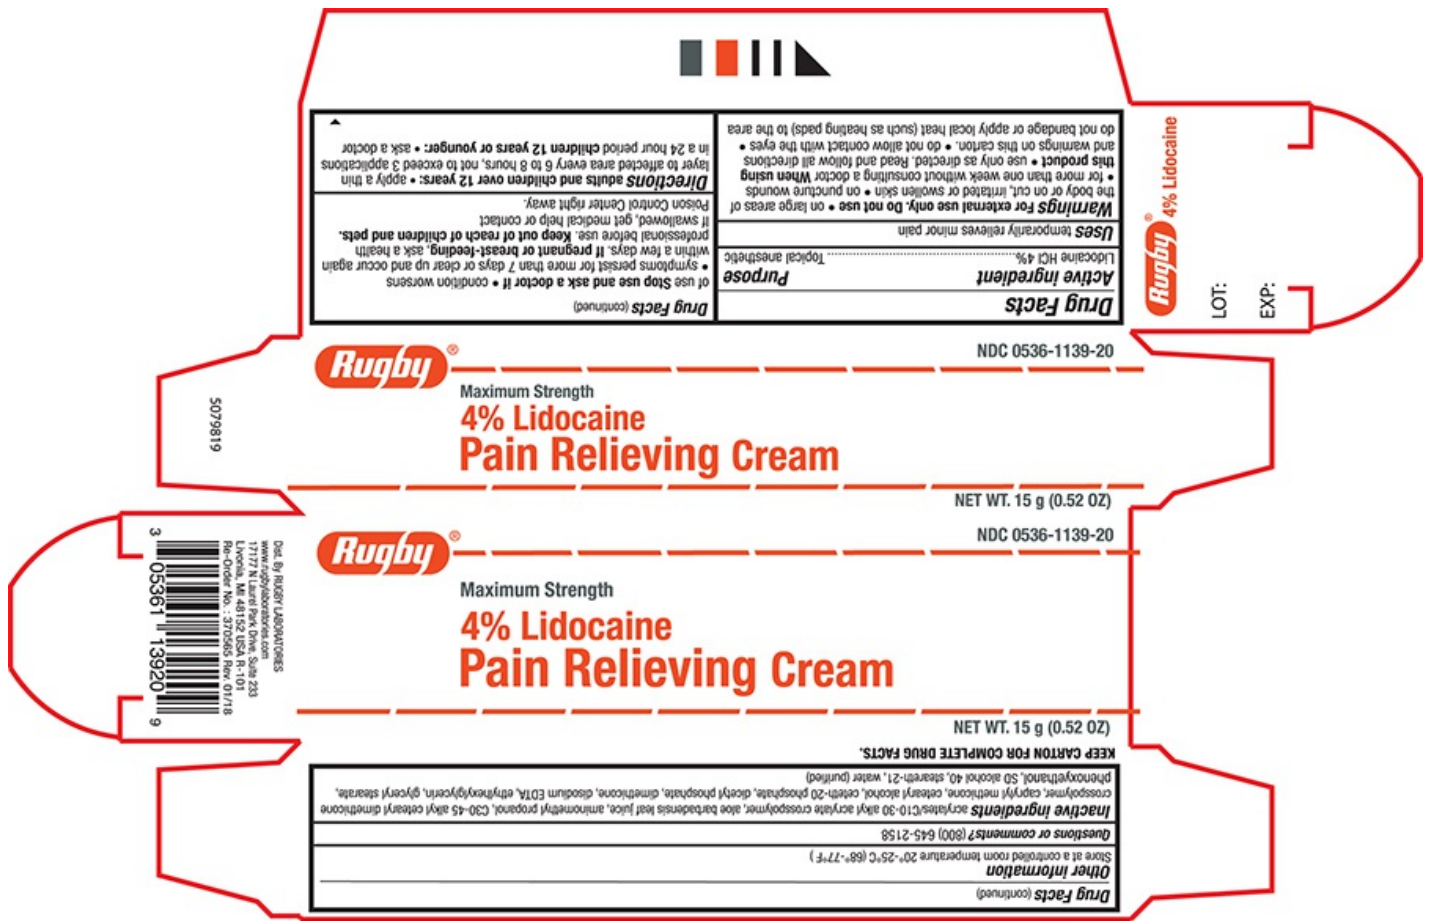 Drug Facts
Active ingredient Purpose
Lidocaine HCl 4%........................................................ Topical anesthetic
Uses temporarily relieves minor pain
Warnings For external use only. Do not use • on large areas of
the body or on cut, irritated or swollen skin • on puncture wounds
• for more than one week without consulting a doctor When using
this product • use only as directed. Read and follow all directions
and warnings on this carton. • do not allow contact with the eyes •
do not bandage or apply local heat (such as heating pads) to the area
Drug Facts (continued)
of use Stop use and ask a doctor if • condition worsens
• symptoms persist for more than 7 days or clear up and occur again
within a few days. If pregnant or breast-feeding, ask a health
professional before use. Keep out of reach of children and pets.
If swallowed, get medical help or contact
Poison Control Center right away.
Directions adults and children over 12 years: • apply a thin
layer to affected area every 6 to 8 hours, not to exceed 3 applications
in a 24 hour period children 12 years or younger: • ask a doctor
Rugby®
4% Lidocaine
LOT:
EXP:
Rugby®
NDC 0536-1139-20
Maximum Strength
4% Lidocaine
Pain Relieving Cream
NET WT. 15 g (0.52 OZ)
5079819
Rugby®
NDC 0536-1139-20
Maximum Strength
4% Lidocaine
Pain Relieving Cream
NET WT. 15 g (0.52 OZ)
Dist. By RUGBY LABORATORIES
www.rugbylaboratories.com
17177 N Laurel Park Drive, Suite 233
Livonia, MI 48152 USA R-101
Re-Order No. : 370565 Rev. 01/18
3 05361 13920 9
Drug Facts (continued)
Other information
Store at a controlled room temperature 20°-25°C (68°-77°F )
Questions or comments? (800) 645-2158
Inactive ingredients acrylates/C10-30 alkyl acrylate crosspolymer, aloe barbadensis leaf juice, aminomethyl propanol, C30-45 alkyl cetearyl dimethicone
crosspolymer, caprylyl methicone, cetearyl alcohol, ceteth-20 phosphate, dicetyl phosphate, dimethicone, disodium EDTA, ethylhexylglycerin, glyceryl stearate,
phenoxyethanol, SD alcohol 40, steareth-21, water (purified)
KEEP CARTON FOR COMPLETE DRUG FACTS.